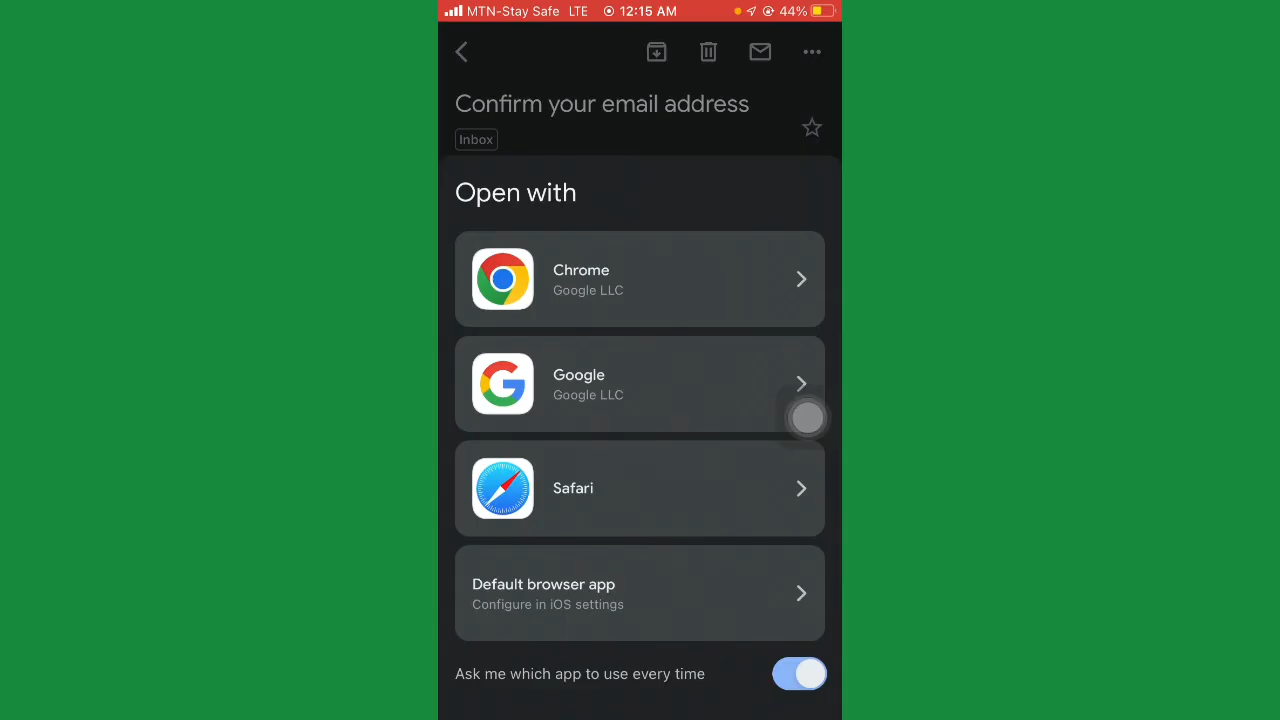 MTN-Stay Safe LTE 12:15 AM 44%
Confirm your email address
Inbox
Open with
Chrome
Google LLC
Google
Google LLC
Safari
Default browser app
Configure in iOS settings
Ask me which app to use every time